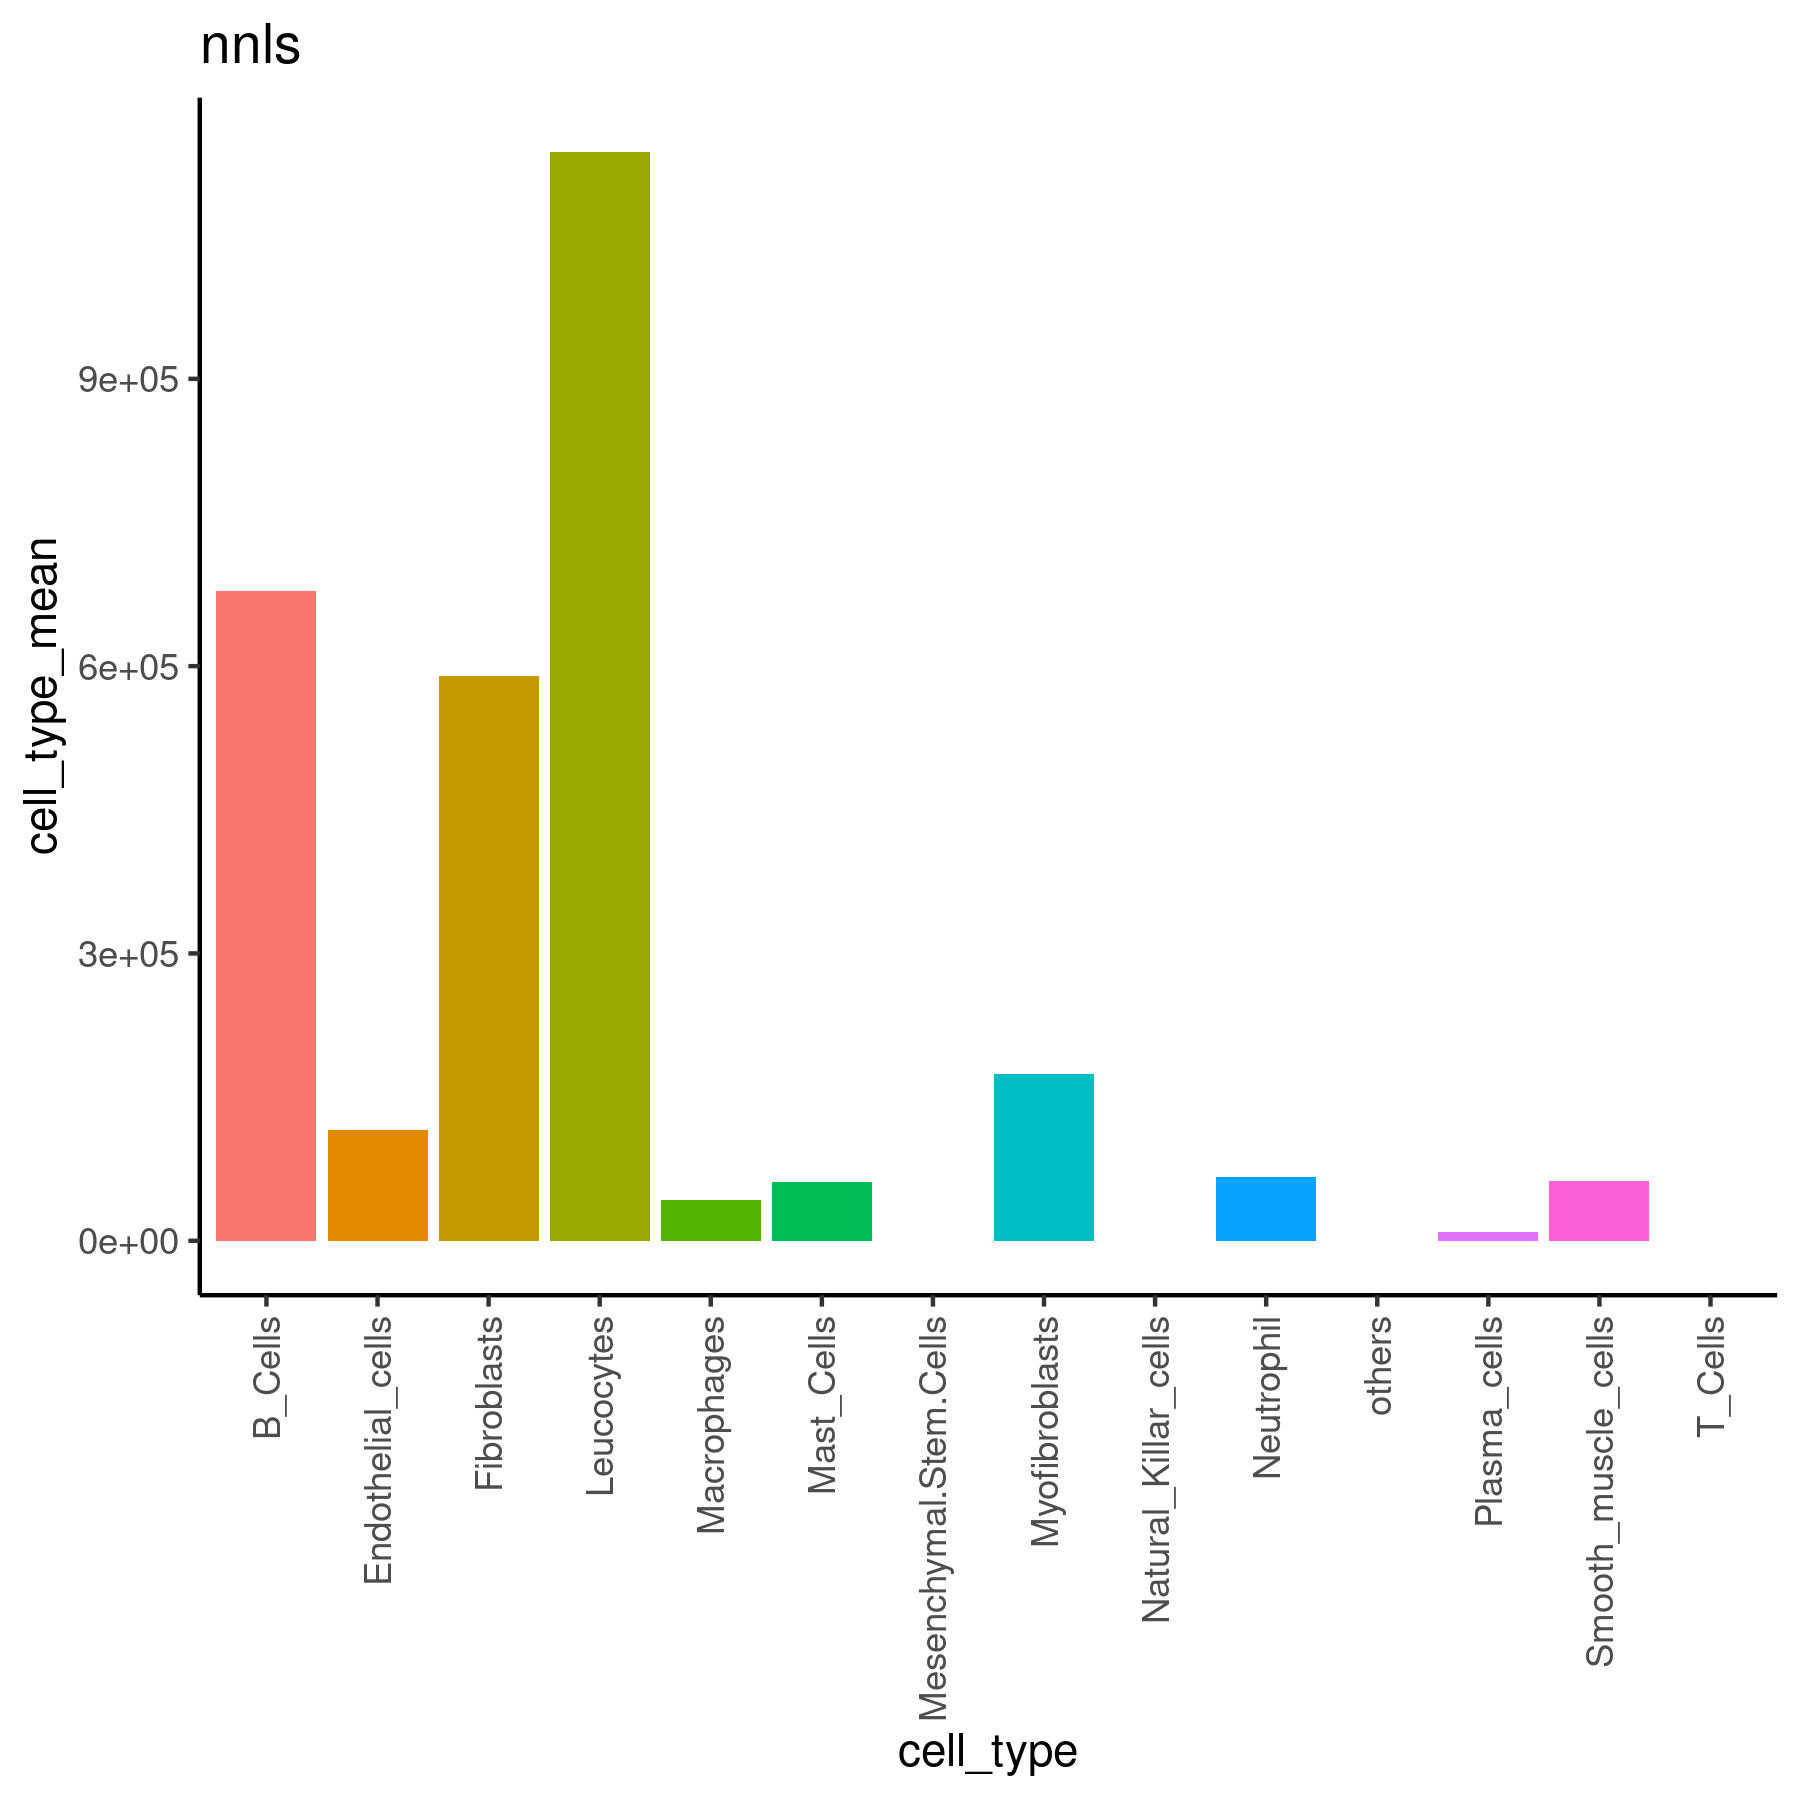 nnls
cell_type_mean
9e+05
6e+05
3e+05
0e+00
B_Cells
Endothelial_cells
Fibroblasts
Leucocytes
Macrophages
Mast_Cells
Mesenchymal.Stem.Cells
Myofibroblasts
Natural_Killar_cells
Neutrophil
others
Plasma_cells
Smooth_muscle_cells
T_Cells
cell_type